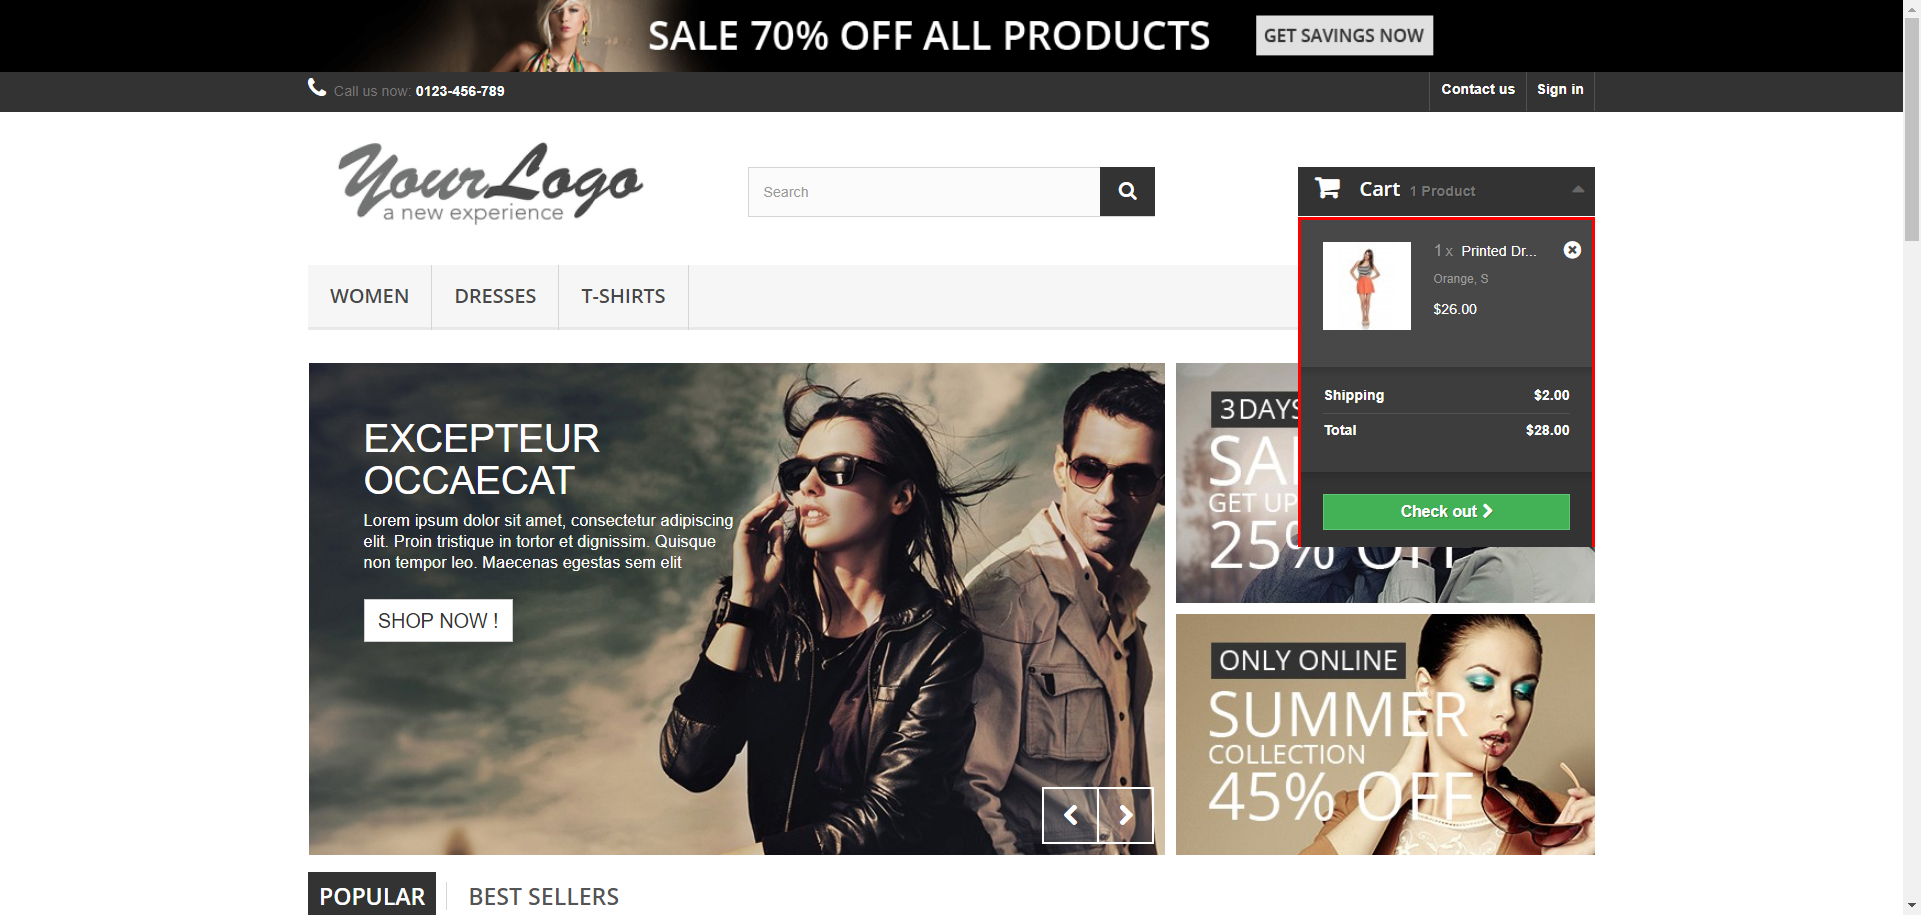 SALE 70% OFF ALL PRODUCTS
GET SAVINGS NOW
Call us now: 0123-456-789
Contact us
Sign in
YourLogo
a new experience
Search
Cart 1 Product
1 x Printed Dr...
Orange, S
$26.00
Shipping $2.00
Total $28.00
Check out
WOMEN
DRESSES
T-SHIRTS
EXCEPTEUR
OCCAECAT
Lorem ipsum dolor sit amet, consectetur adipiscing
elit. Proin tristique in tortor et dignissim. Quisque
non tempor leo. Maecenas egestas sem elit
SHOP NOW !
3 DAYS
GET UP
25% OFF
ONLY ONLINE
SUMMER
COLLECTION
45% OFF
POPULAR
BEST SELLERS